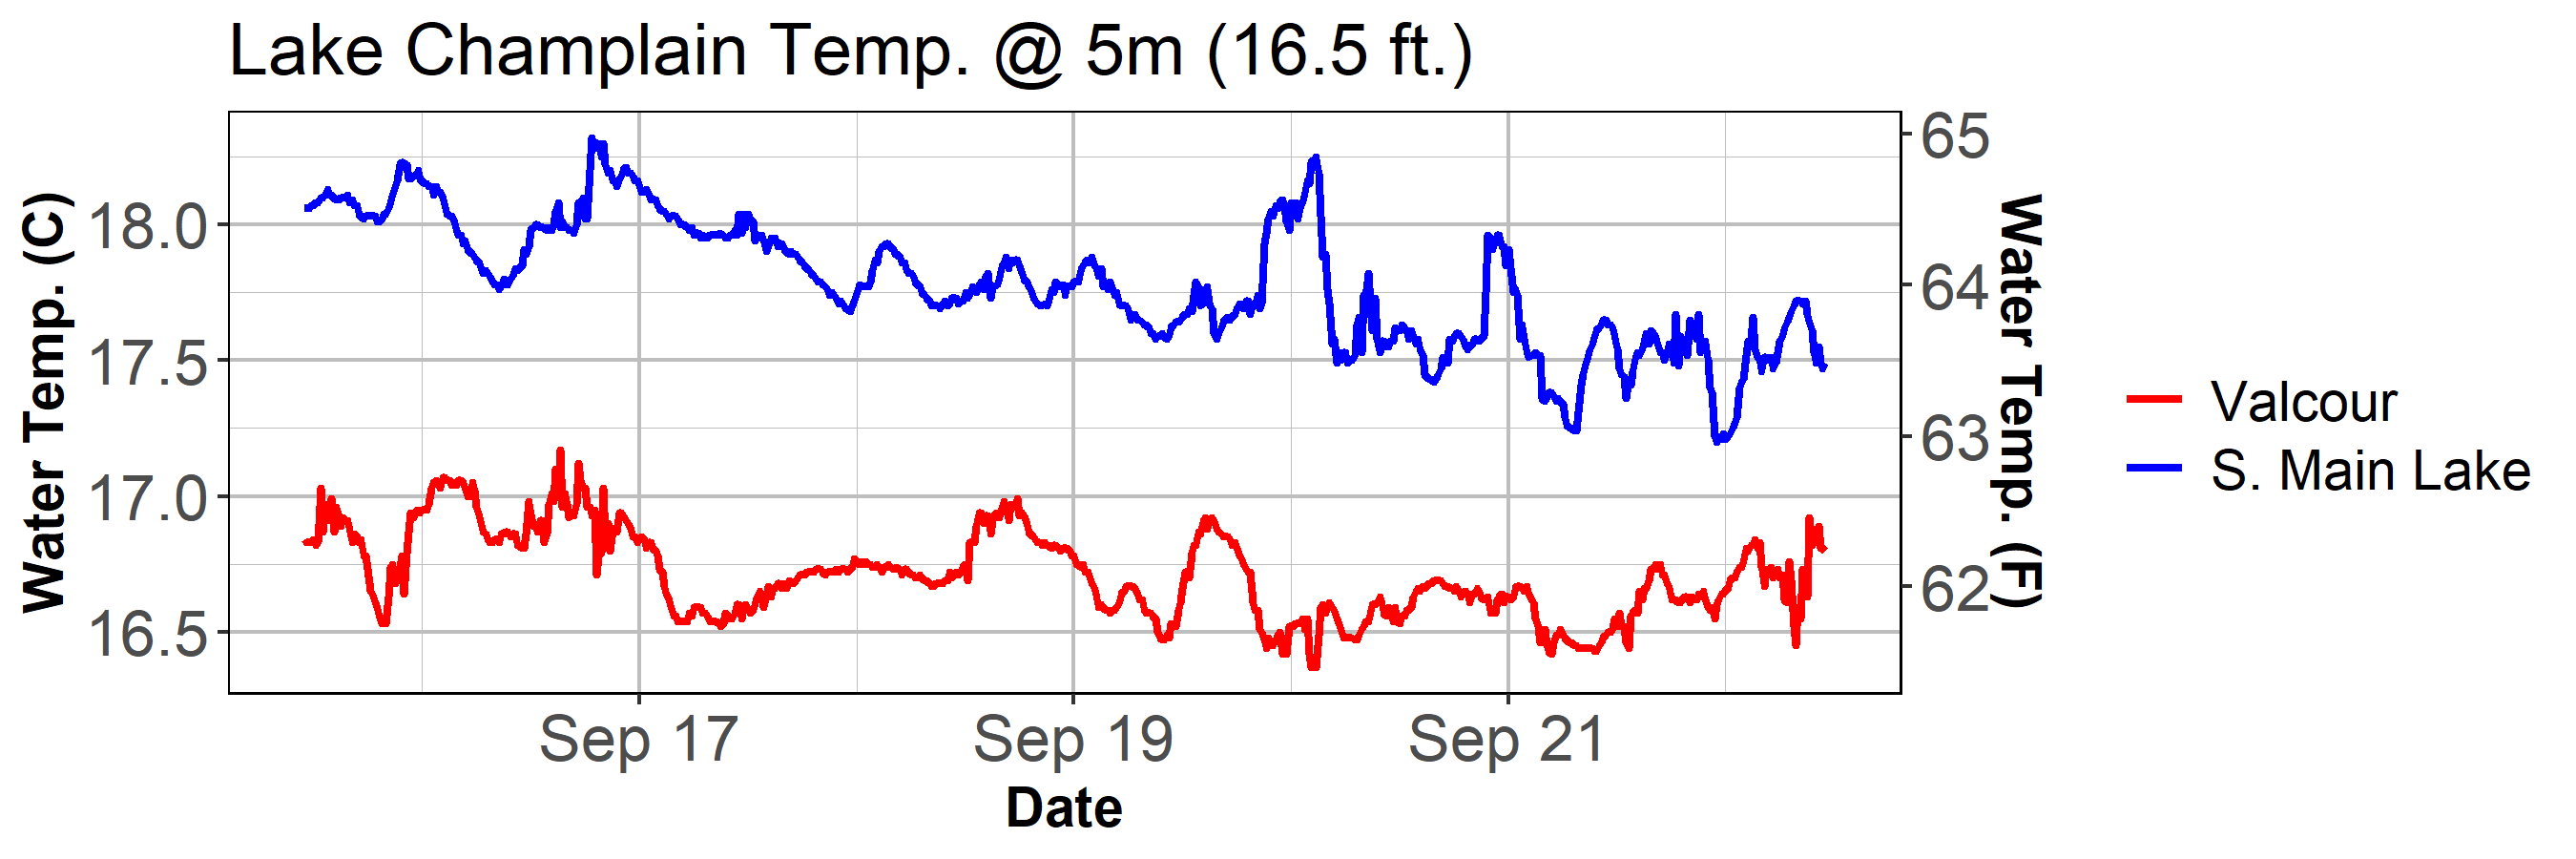 Lake Champlain Temp. @ 5m (16.5 ft.)
Water Temp. (C)
18.0
17.5
17.0
16.5
65
64
63
62
Water Temp. (F)
Sep 17 Sep 19 Sep 21
Date
Valcour
S. Main Lake